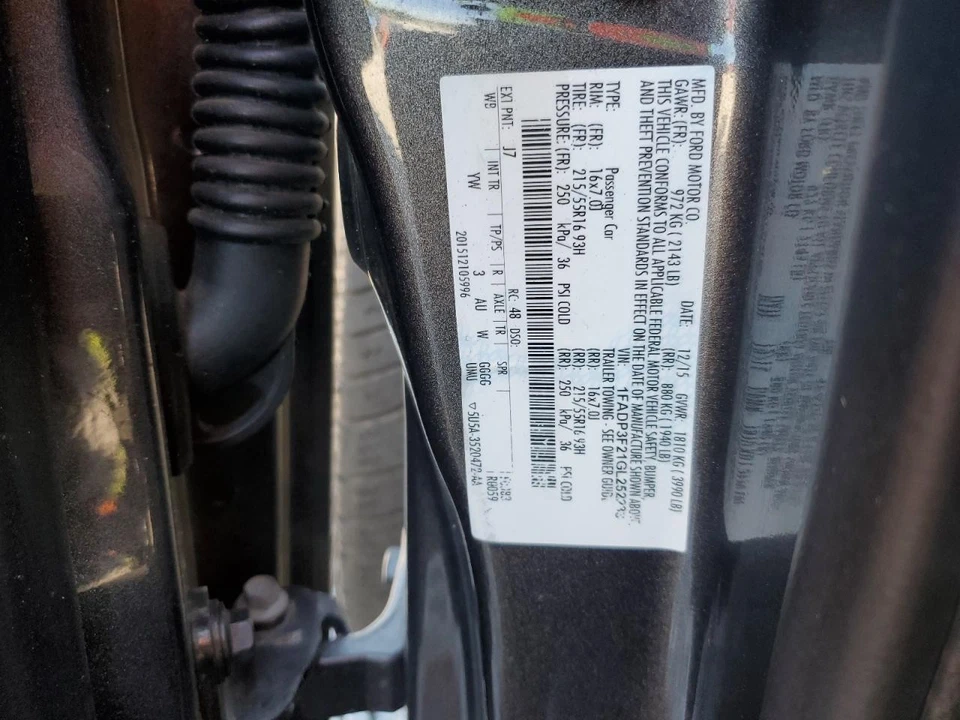 MFD. BY FORD MOTOR CO.
DATE: 12/15 GVWR: 1810 KG ( 3990 LB)
GAWR: (FR): 972 KG ( 2143 LB) (RR): 880 KG ( 1940 LB)
THIS VEHICLE CONFORMS TO ALL APPLICABLE FEDERAL MOTOR VEHICLE SAFETY, BUMPER,
AND THEFT PREVENTION STANDARDS IN EFFECT ON THE DATE OF MANUFACTURE SHOWN ABOVE.
VIN: 
TYPE: Passenger Car TRAILER TOWING - SEE OWNER GUIDE
RIM: (FR): 16x7.0J (RR): 16x7.0J
TIRE: (FR): 215/55R16 93H (RR): 215/55R16 93H
PRESSURE: (FR): 250 kPa/ 36 PSI COLD (RR): 250 kPa/ 36 PSI COLD
RC: 48 DSO:
EXT PNT: J7
WB INT TR TP/PS R AXLE TR SPR
YW 3 AU W GGGG
UMU
201512105996